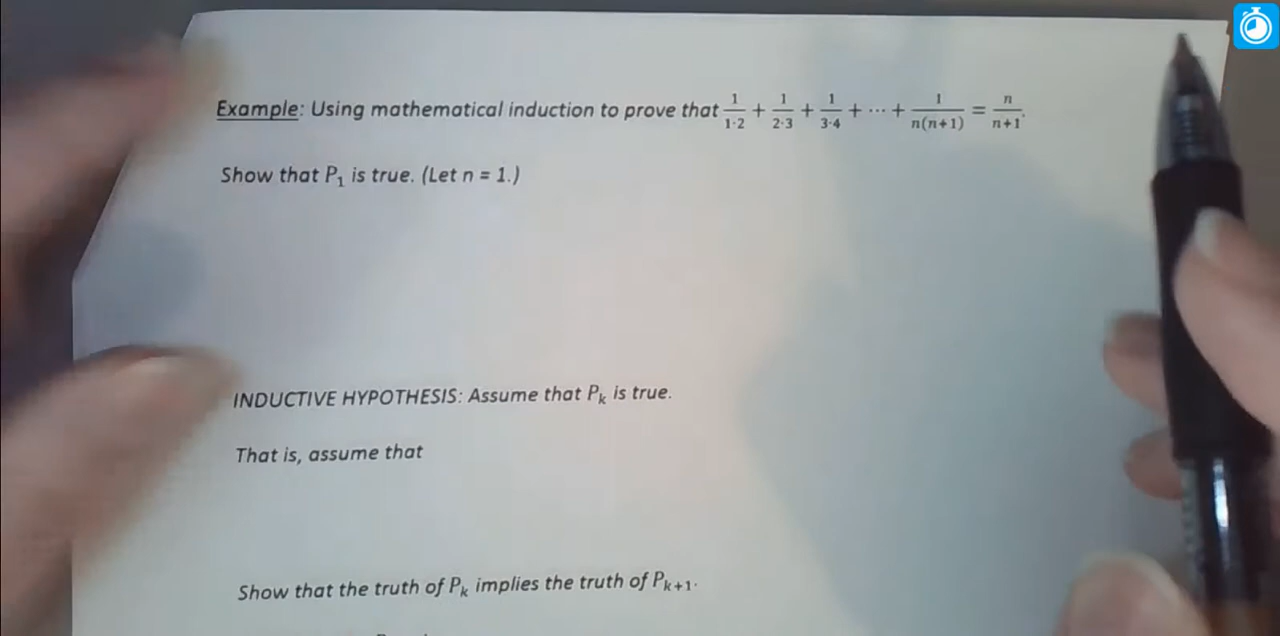 Example: Using mathematical induction to prove that 1/1·2 + 1/2·3 + 1/3·4 + ⋯ + 1/n(n+1) = n/n+1.
Show that P₁ is true. (Let n = 1.)
INDUCTIVE HYPOTHESIS: Assume that Pₖ is true.
That is, assume that
Show that the truth of Pₖ implies the truth of Pₖ₊₁.